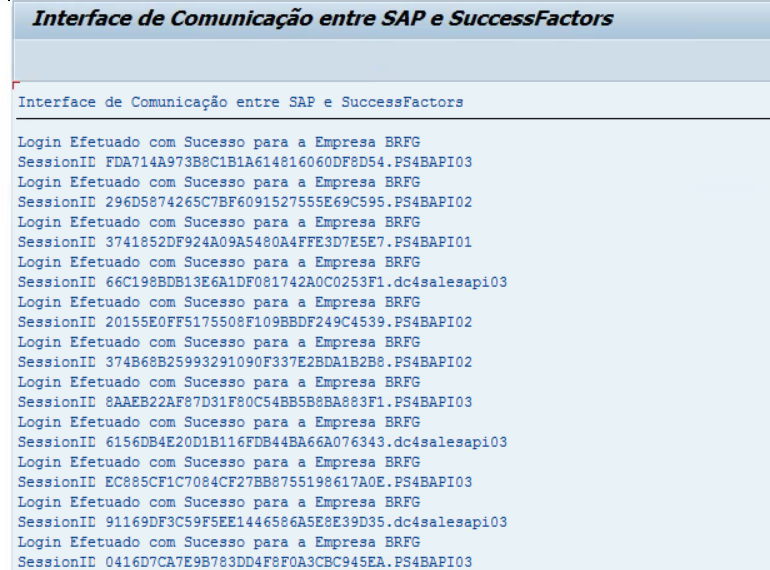 Interface de Comunicação entre SAP e SuccessFactors
Interface de Comunicação entre SAP e SuccessFactors
Login Efetuado com Sucesso para a Empresa BRFG
SessionID FDA714A973B8C1B1A614816060DF8D54.PS4BAPI03
Login Efetuado com Sucesso para a Empresa BRFG
SessionID 296D5874265C7BF6091527555E69C595.PS4BAPI02
Login Efetuado com Sucesso para a Empresa BRFG
SessionID 3741852DF924A09A5480A4FFE3D7E5E7.PS4BAPI01
Login Efetuado com Sucesso para a Empresa BRFG
SessionID 66C198BDB13E6A1DF081742A0C0253F1.dc4salesapi03
Login Efetuado com Sucesso para a Empresa BRFG
SessionID 20155E0FF5175508F109BBDF249C4539.PS4BAPI02
Login Efetuado com Sucesso para a Empresa BRFG
SessionID 374B68B25993291090F337E2BDA1B2B8.PS4BAPI02
Login Efetuado com Sucesso para a Empresa BRFG
SessionID 8AAEB22AF87D31F80C54BB5B8BA883F1.PS4BAPI03
Login Efetuado com Sucesso para a Empresa BRFG
SessionID 6156DB4E20D1B116FDB44BA66A076343.dc4salesapi03
Login Efetuado com Sucesso para a Empresa BRFG
SessionID EC885CF1C7084CF27BB8755198617A0E.PS4BAPI03
Login Efetuado com Sucesso para a Empresa BRFG
SessionID 91169DF3C59F5EE1446586A5E8E39D35.dc4salesapi03
Login Efetuado com Sucesso para a Empresa BRFG
SessionID 0416D7CA7E9B783DD4F8F0A3CBC945EA.PS4BAPI03